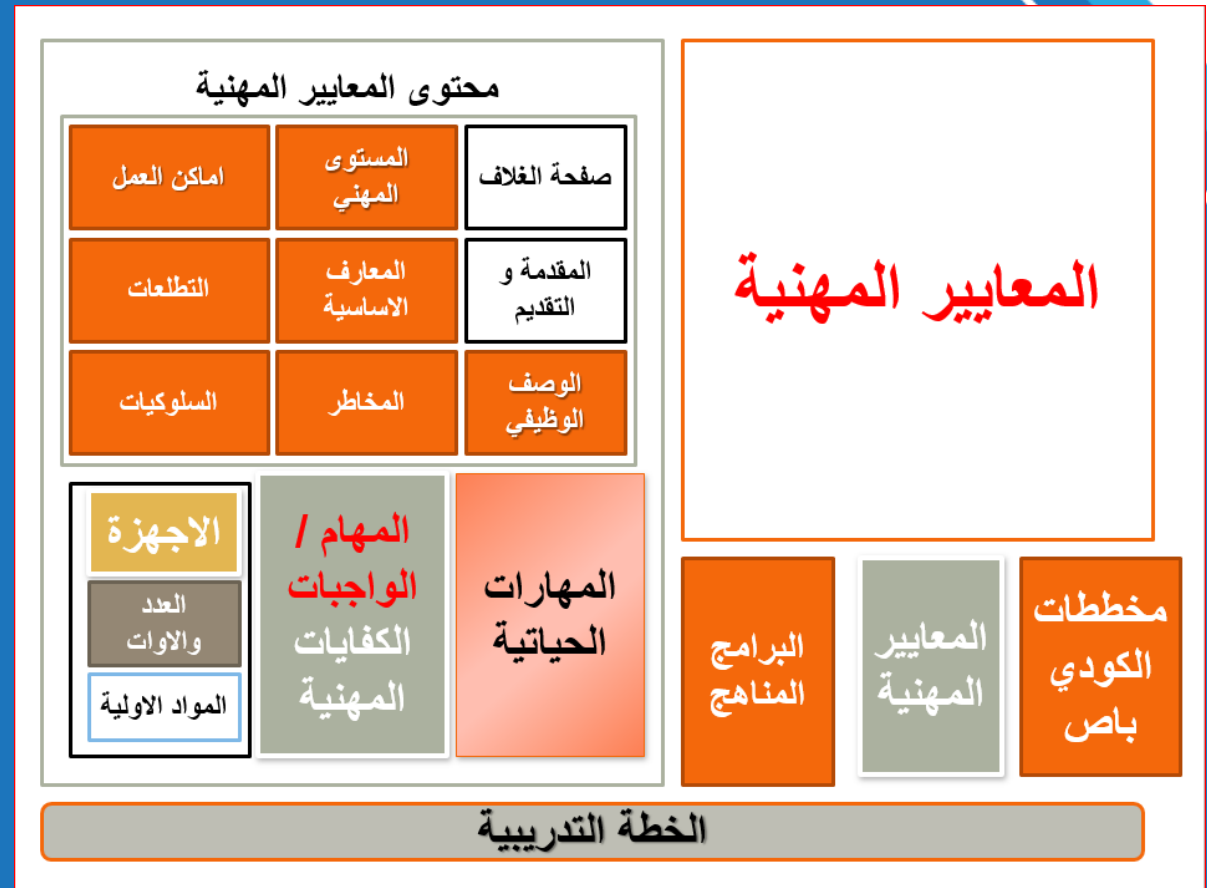 المعايير المهنية
مخططات
الكودي
باص
المعايير
المهنية
البرامج
المناهج
محتوى المعايير المهنية
صفحة الغلاف
المستوى
المهني
اماكن العمل
المقدمة و
التقديم
المعارف
الاساسية
التطلعات
الوصف
الوظيفي
المخاطر
السلوكيات
المهارات
الحياتية
المهام /
الواجبات
الكفايات
المهنية
الاجهزة
العدد
والاوات
المواد الاولية
الخطة التدريبية